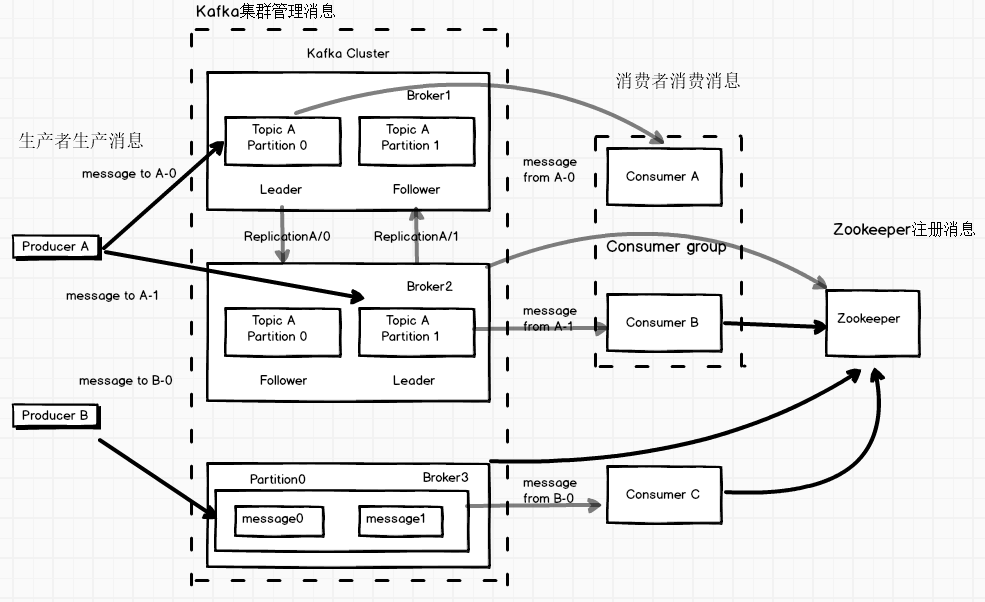 Kafka集群管理消息
Kafka Cluster
Broker1
Topic A
Partition 0
Topic A
Partition 1
Leader
Follower
生产者生产消息
message to A-0
Producer A
message to A-1
ReplicationA/0
ReplicationA/1
Broker2
Topic A
Partition 0
Topic A
Partition 1
Follower
Leader
message to B-0
Producer B
Partition0
Broker3
message0
message1
消费者消费消息
message
from A-0
Consumer A
Consumer group
message
from A-1
Consumer B
message
from B-0
Consumer C
Zookeeper注册消息
Zookeeper